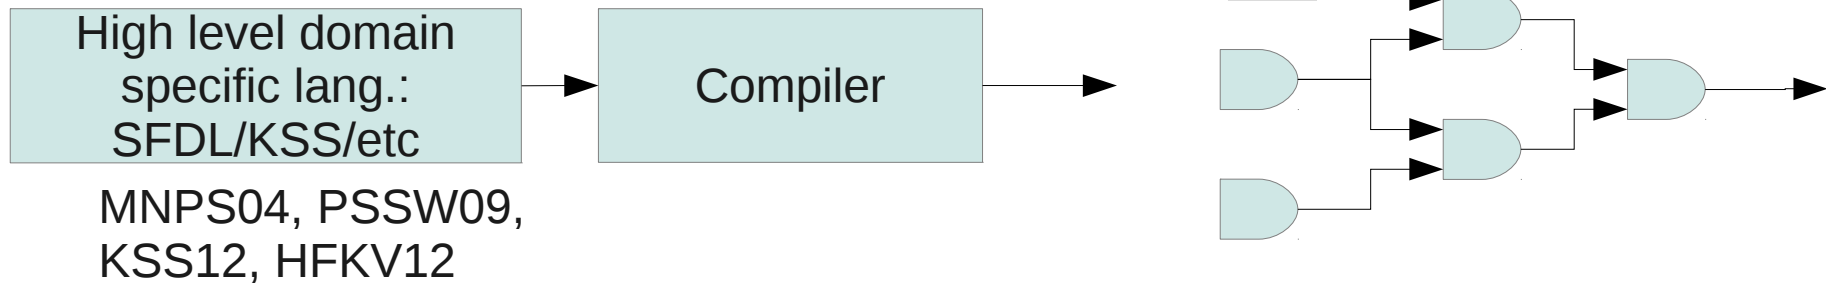 High level domain
specific lang.:
SFDL/KSS/etc
Compiler
MNPS04, PSSW09,
KSS12, HFKV12